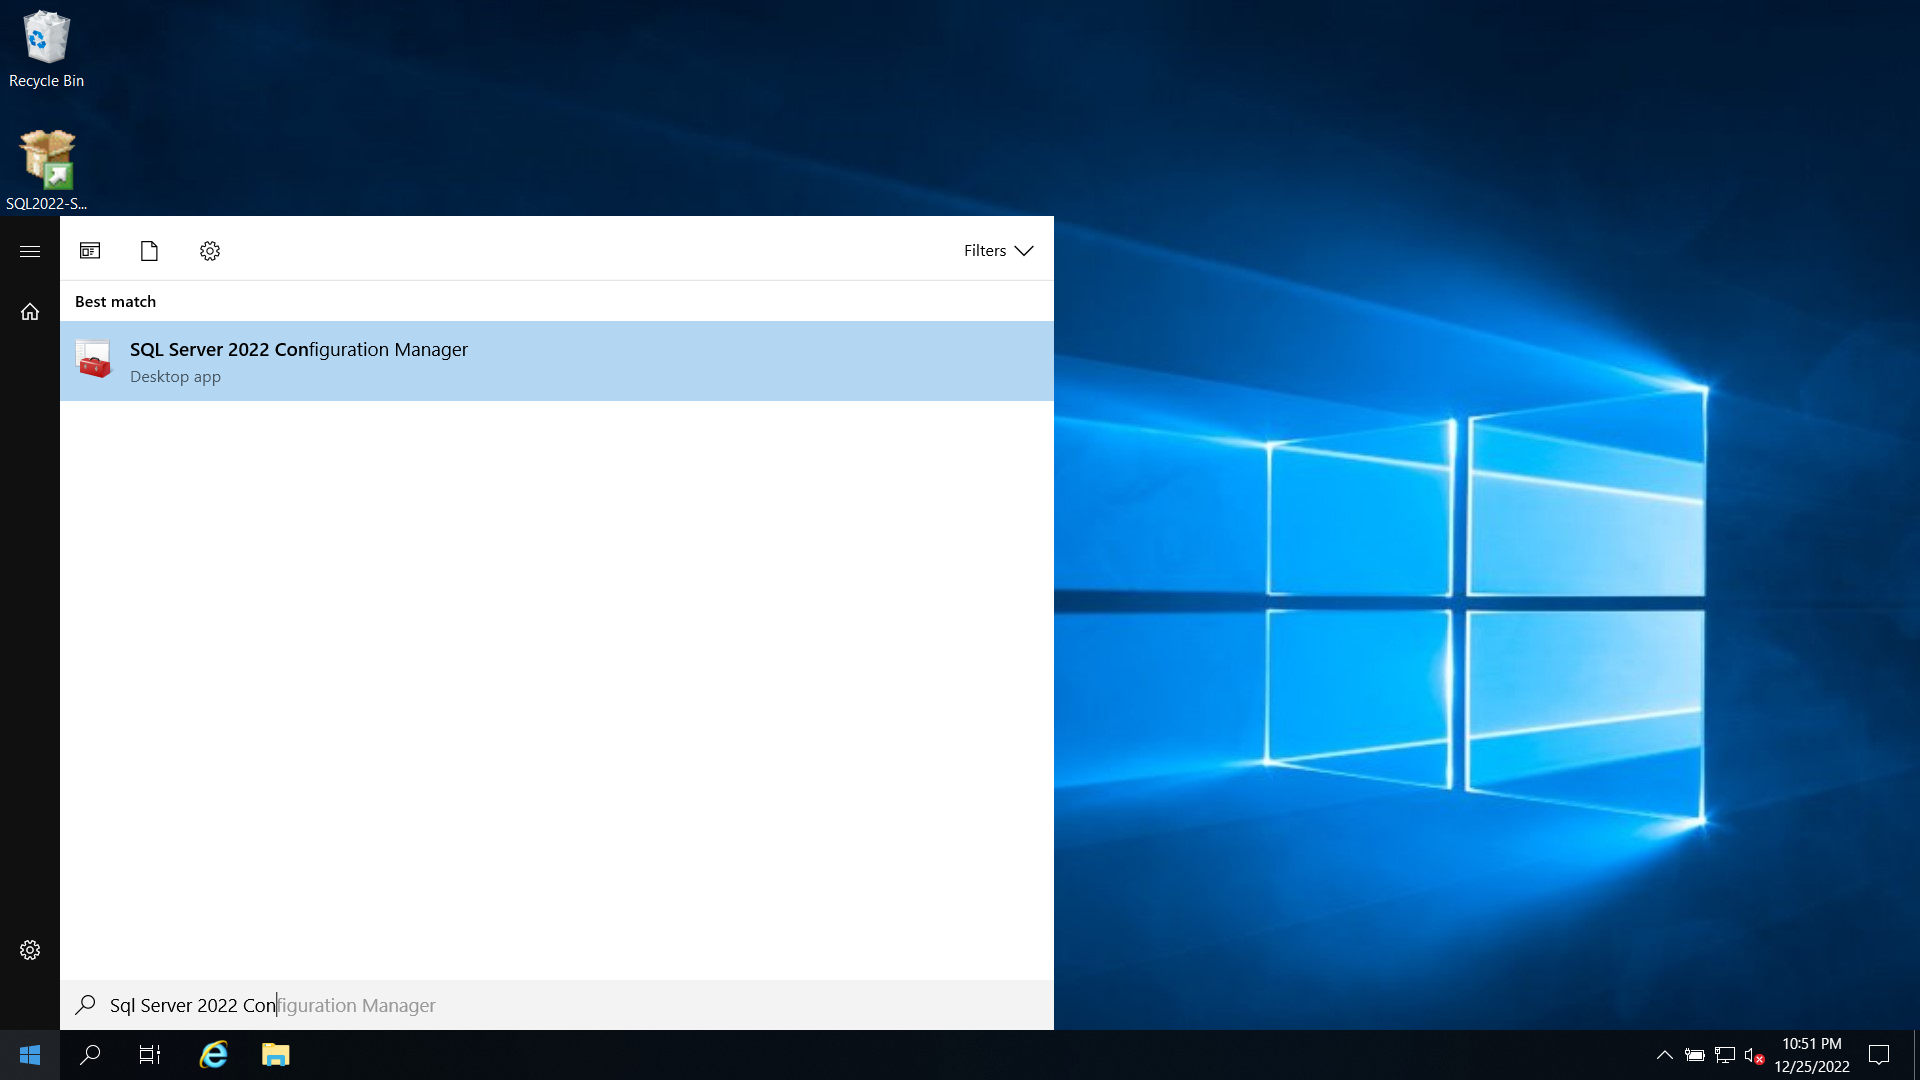 Recycle Bin
SQL2022-S...
Filters
Best match
SQL Server 2022 Configuration Manager
Desktop app
Sql Server 2022 Configuration Manager
10:51 PM
12/25/2022